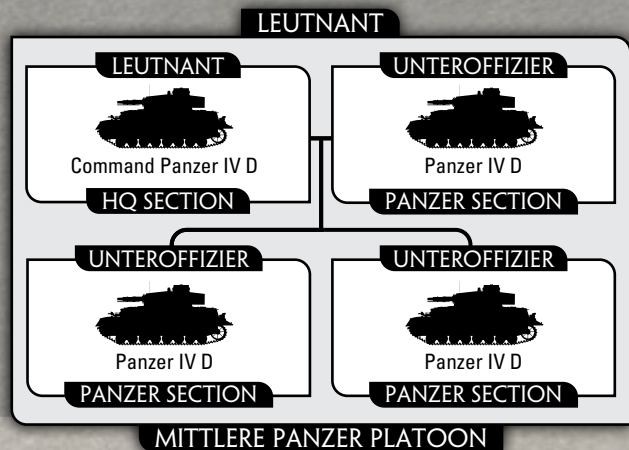 LEUTNANT
LEUTNANT
Command Panzer IV D
HQ SECTION
UNTEROFFIZIER
Panzer IV D
PANZER SECTION
UNTEROFFIZIER
Panzer IV D
PANZER SECTION
UNTEROFFIZIER
Panzer IV D
PANZER SECTION
MITTLERE PANZER PLATOON